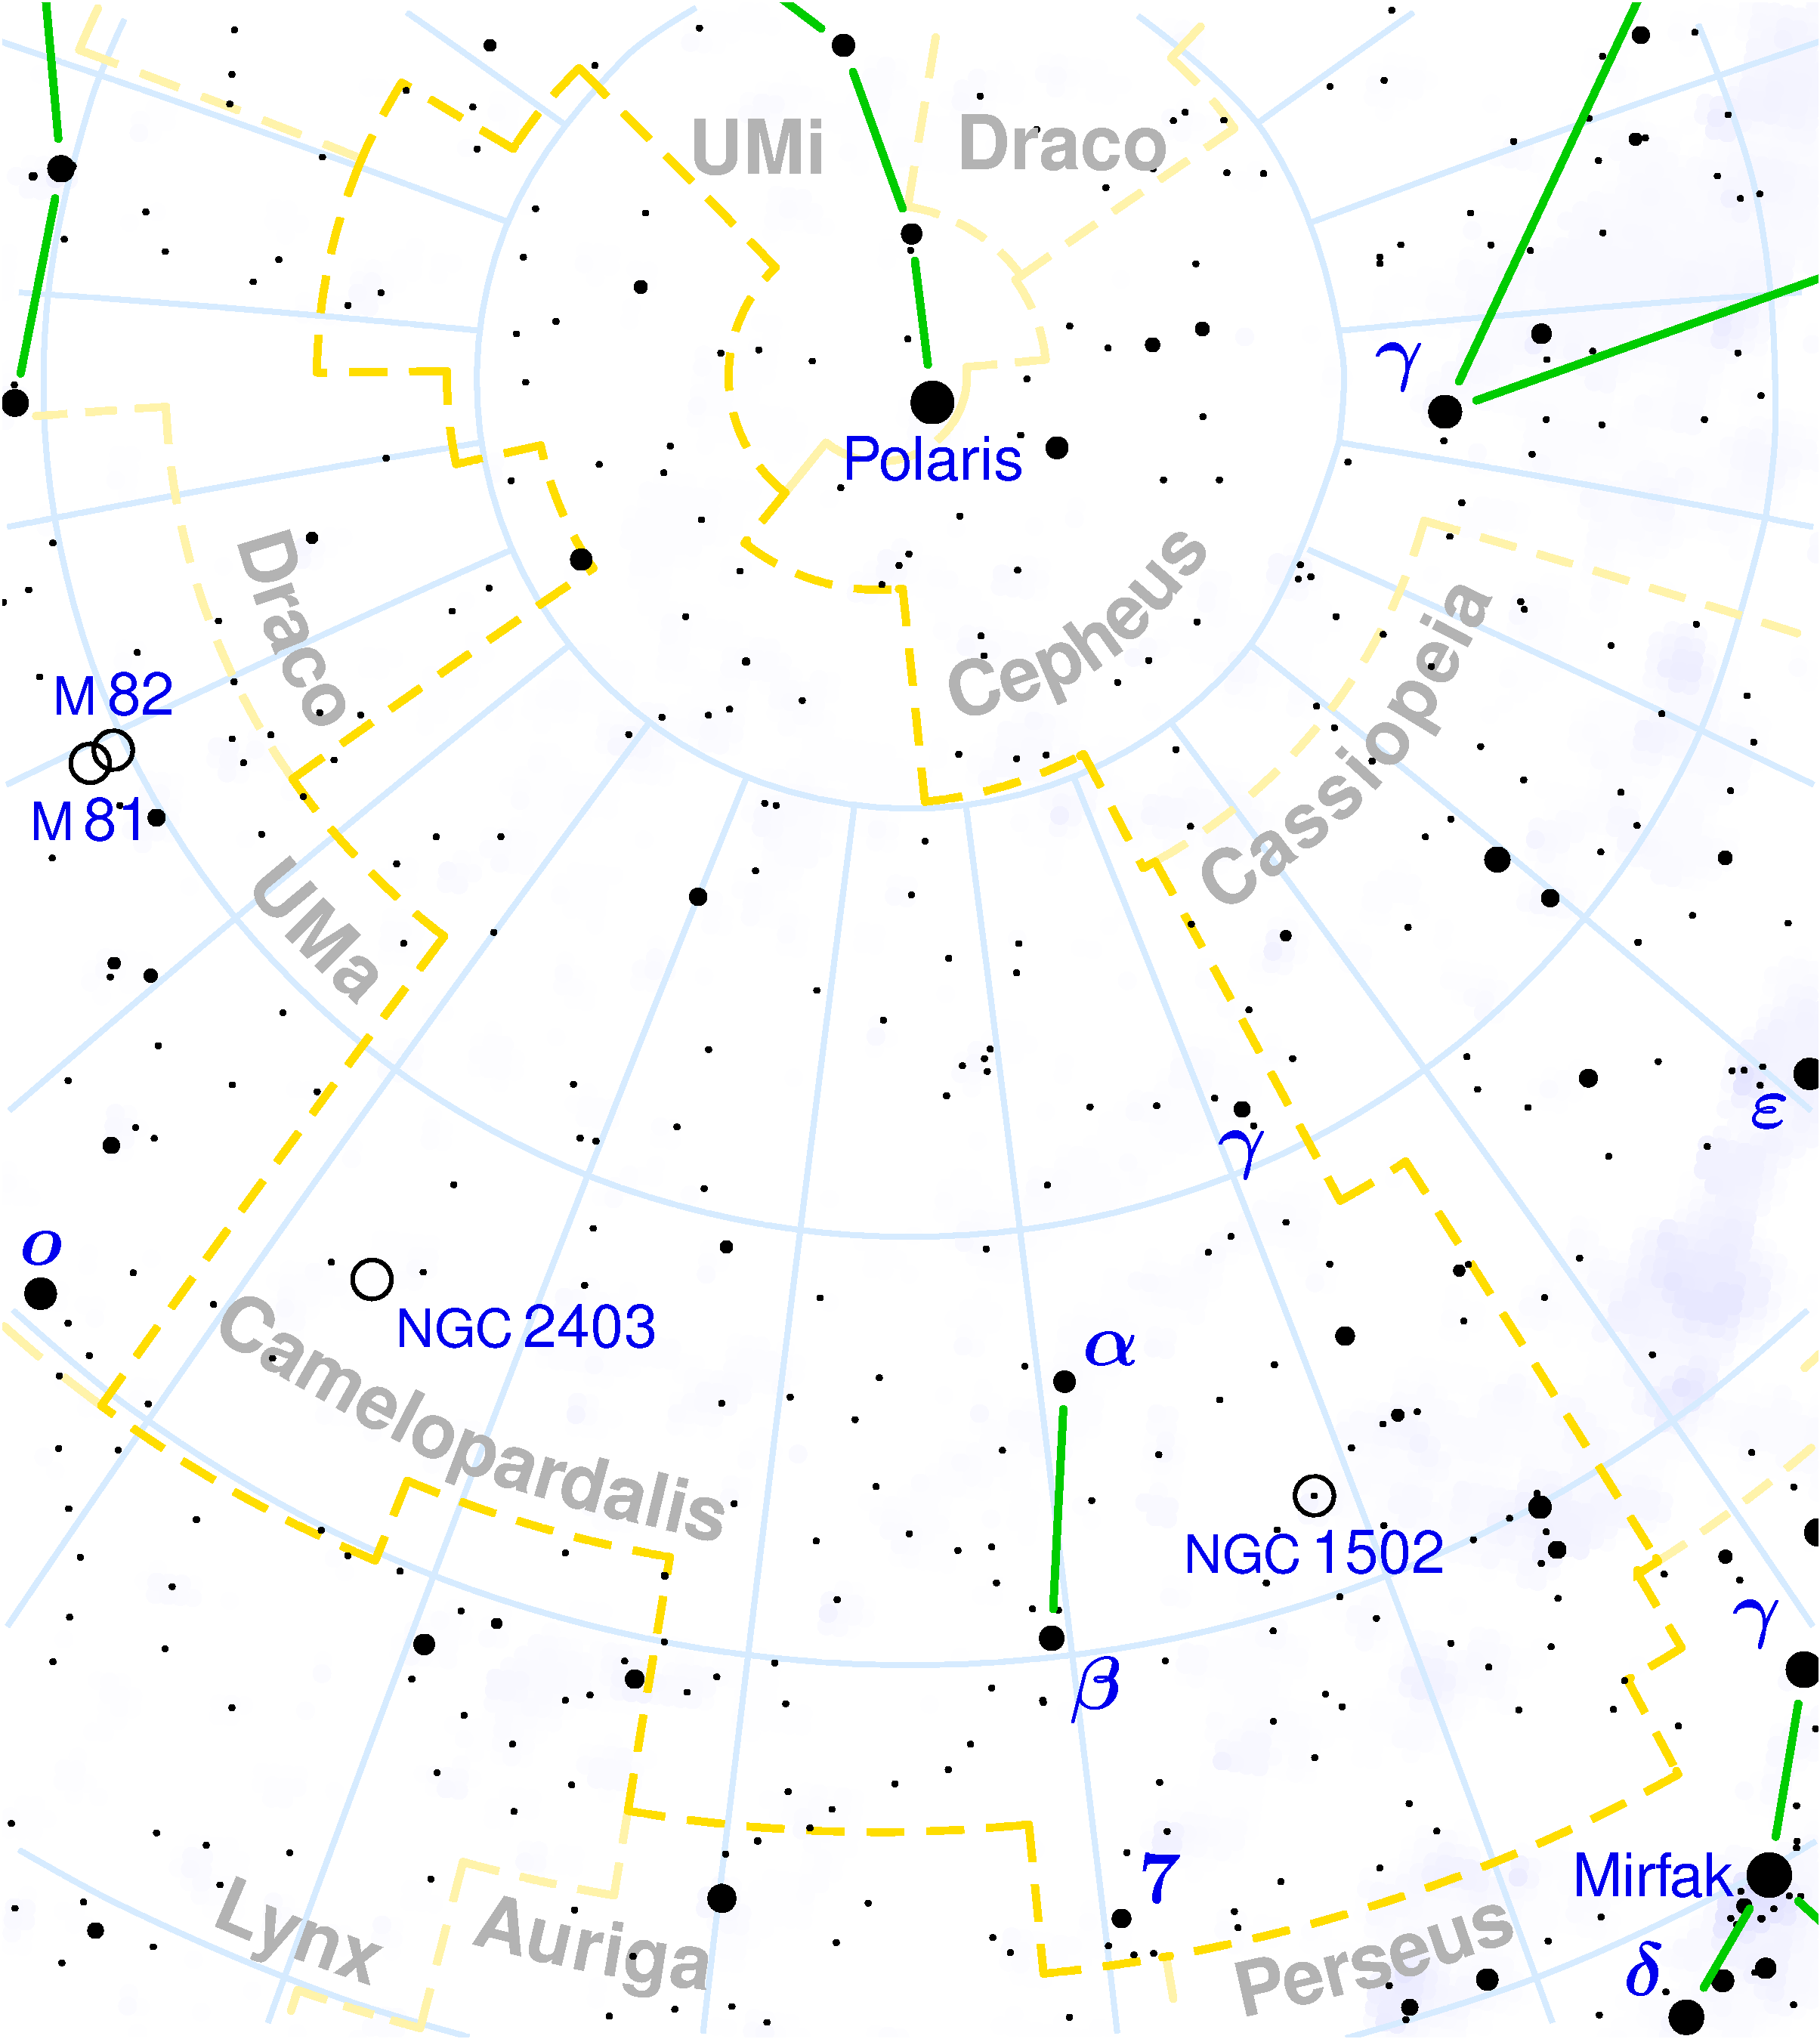 UMi
Draco
γ
Polaris
Draco
Cepheus
Cassiopeia
M 82
M 81
UMa
ε
γ
ο
NGC 2403
Camelopardalis
α
NGC 1502
γ
β
7
Mirfak
Lynx
Auriga
Perseus
δ